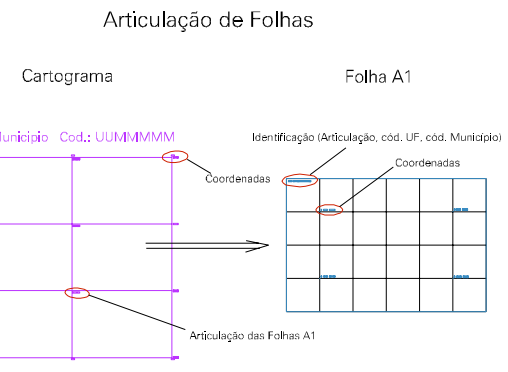 Articulação de Folhas
Cartograma
Folha A1
Município Cod.: UUMMMMM
Identificação (Articulação, cód. UF, cód. Município)
Coordenadas
Coordenadas
Articulação das Folhas A1